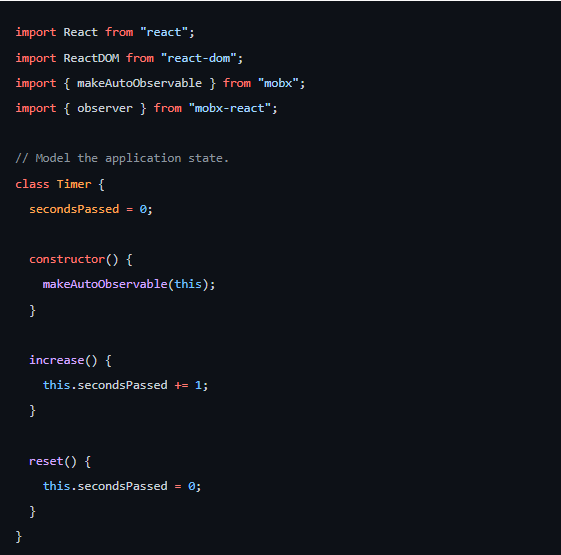 import React from "react";
import ReactDOM from "react-dom";
import { makeAutoObservable } from "mobx";
import { observer } from "mobx-react";
// Model the application state.
class Timer {
  secondsPassed = 0;
  constructor() {
    makeAutoObservable(this);
  }
  increase() {
    this.secondsPassed += 1;
  }
  reset() {
    this.secondsPassed = 0;
  }
}